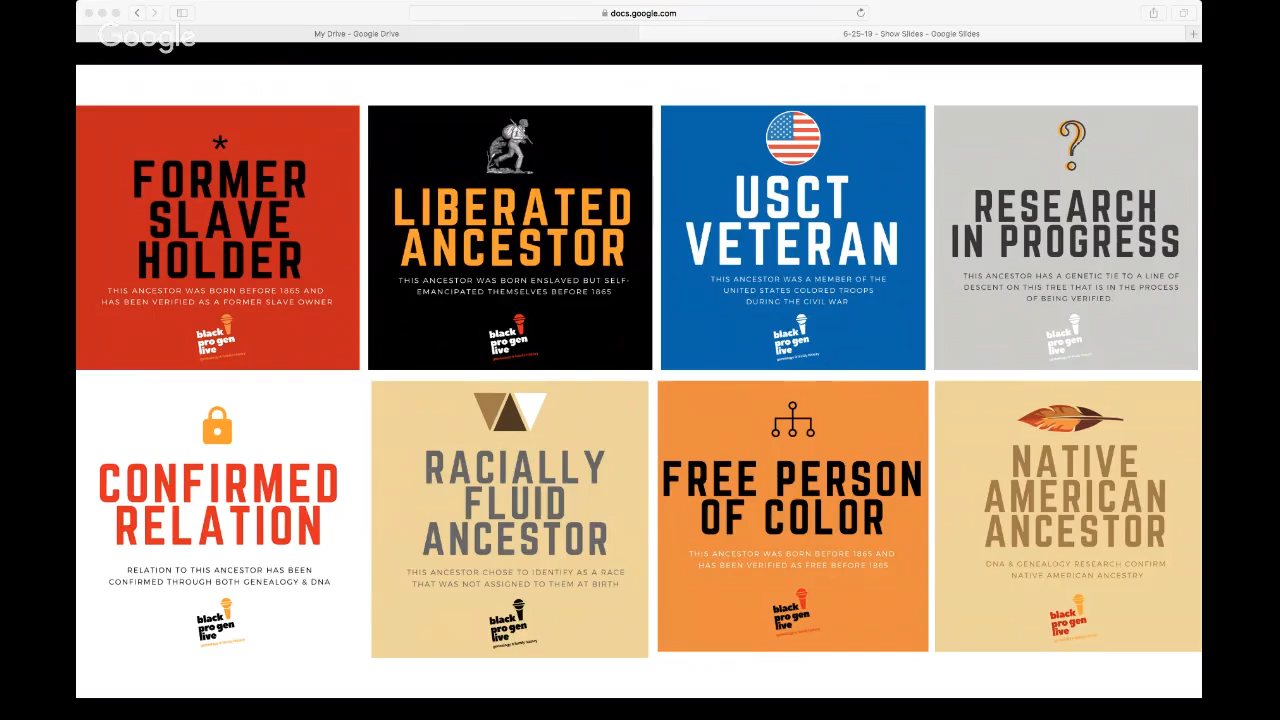 docs.google.com
Google
My Drive - Google Drive
6-25-19 - Show Slides - Google Slides
*
FORMER
SLAVE
HOLDER
THIS ANCESTOR WAS BORN BEFORE 1865 AND
HAS BEEN VERIFIED AS A FORMER SLAVE OWNER
black
pro gen
live
LIBERATED
ANCESTOR
THIS ANCESTOR WAS BORN ENSLAVED BUT SELF-
EMANCIPATED THEMSELVES BEFORE 1865
black
pro gen
live
genealogy & family history
USCT
VETERAN
THIS ANCESTOR WAS A MEMBER OF THE
UNITED STATES COLORED TROOPS
DURING THE CIVIL WAR
black
pro gen
live
genealogy & family history
?
RESEARCH
IN PROGRESS
THIS ANCESTOR HAS A GENETIC TIE TO A LINE OF
DESCENT ON THIS TREE THAT IS IN THE PROCESS
OF BEING VERIFIED.
black
pro gen
live
CONFIRMED
RELATION
RELATION TO THIS ANCESTOR HAS BEEN
CONFIRMED THROUGH BOTH GENEALOGY & DNA
black
pro gen
live
RACIALLY
FLUID
ANCESTOR
THIS ANCESTOR CHOSE TO IDENTIFY AS A RACE
THAT WAS NOT ASSIGNED TO THEM AT BIRTH
black
pro gen
live
genealogy & family history
FREE PERSON
OF COLOR
THIS ANCESTOR WAS BORN BEFORE 1865 AND
HAS BEEN VERIFIED AS FREE BEFORE 1865
black
pro gen
live
NATIVE
AMERICAN
ANCESTOR
DNA & GENEALOGY RESEARCH CONFIRM
NATIVE AMERICAN ANCESTRY
black
pro gen
live